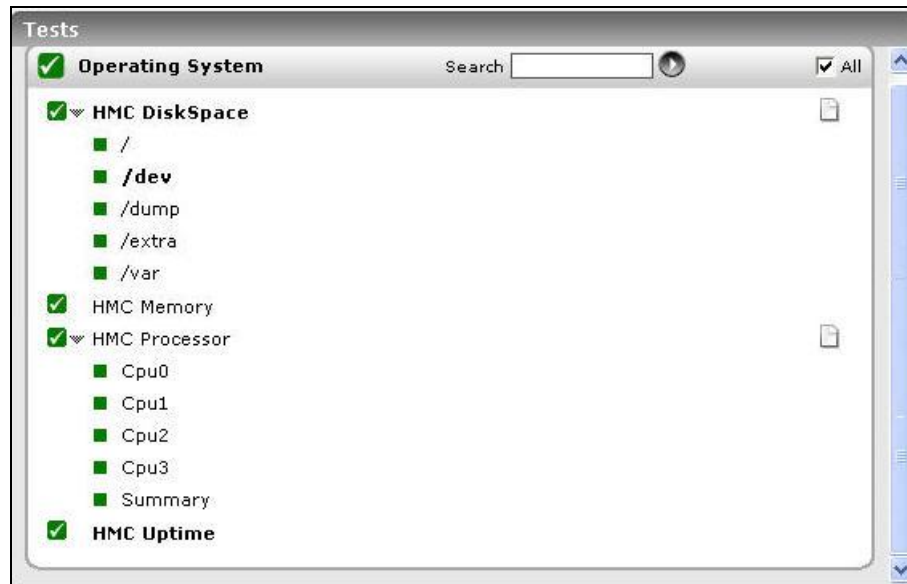 Tests
Operating System Search All
HMC DiskSpace
/
/dev
/dump
/extra
/var
HMC Memory
HMC Processor
Cpu0
Cpu1
Cpu2
Cpu3
Summary
HMC Uptime